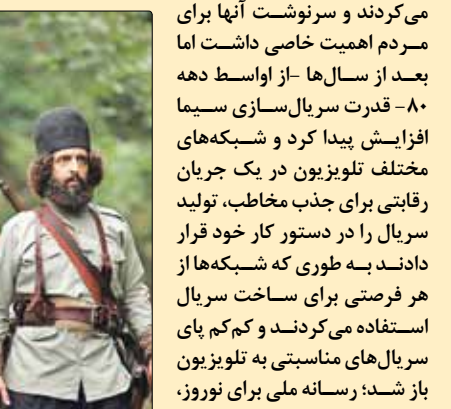 می‌کردند و سرنوشت آنها برای
مردم اهمیت خاصی داشت اما
بعد از سال‌ها -از اواسط دهه
۸۰- قدرت سریال‌سازی سیما
افزایش پیدا کرد و شبکه‌های
مختلف تلویزیون در یک جریان
رقابتی برای جذب مخاطب، تولید
سریال را در دستور کار خود قرار
دادند به طوری که شبکه‌ها از
هر فرصتی برای ساخت سریال
استفاده می‌کردند و کم‌کم پای
سریال‌های مناسبتی به تلویزیون
باز شد؛ رسانه ملی برای نوروز،